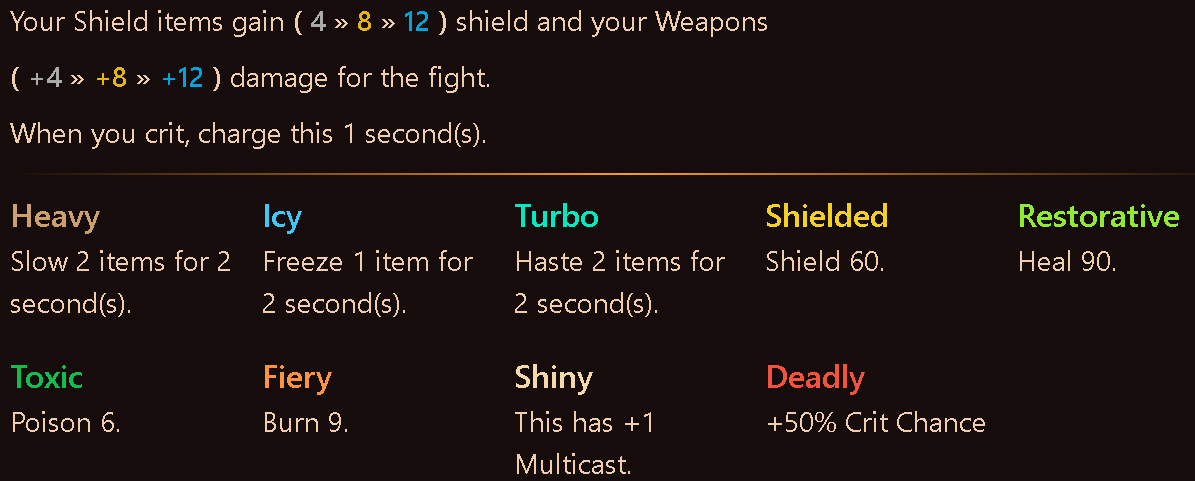 Your Shield items gain ( 4 » 8 » 12 ) shield and your Weapons
( +4 » +8 » +12 ) damage for the fight.
When you crit, charge this 1 second(s).
Heavy
Slow 2 items for 2
second(s).
Icy
Freeze 1 item for
2 second(s).
Turbo
Haste 2 items for
2 second(s).
Shielded
Shield 60.
Restorative
Heal 90.
Toxic
Poison 6.
Fiery
Burn 9.
Shiny
This has +1
Multicast.
Deadly
+50% Crit Chance